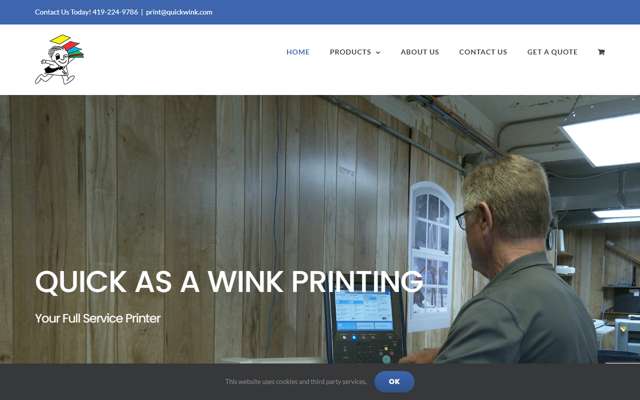 Contact Us Today! 419-224-9786 | print@quickwink.com
HOME PRODUCTS ABOUT US CONTACT US GET A QUOTE
QUICK AS A WINK PRINTING
Your Full Service Printer
This website uses cookies and third party services. OK